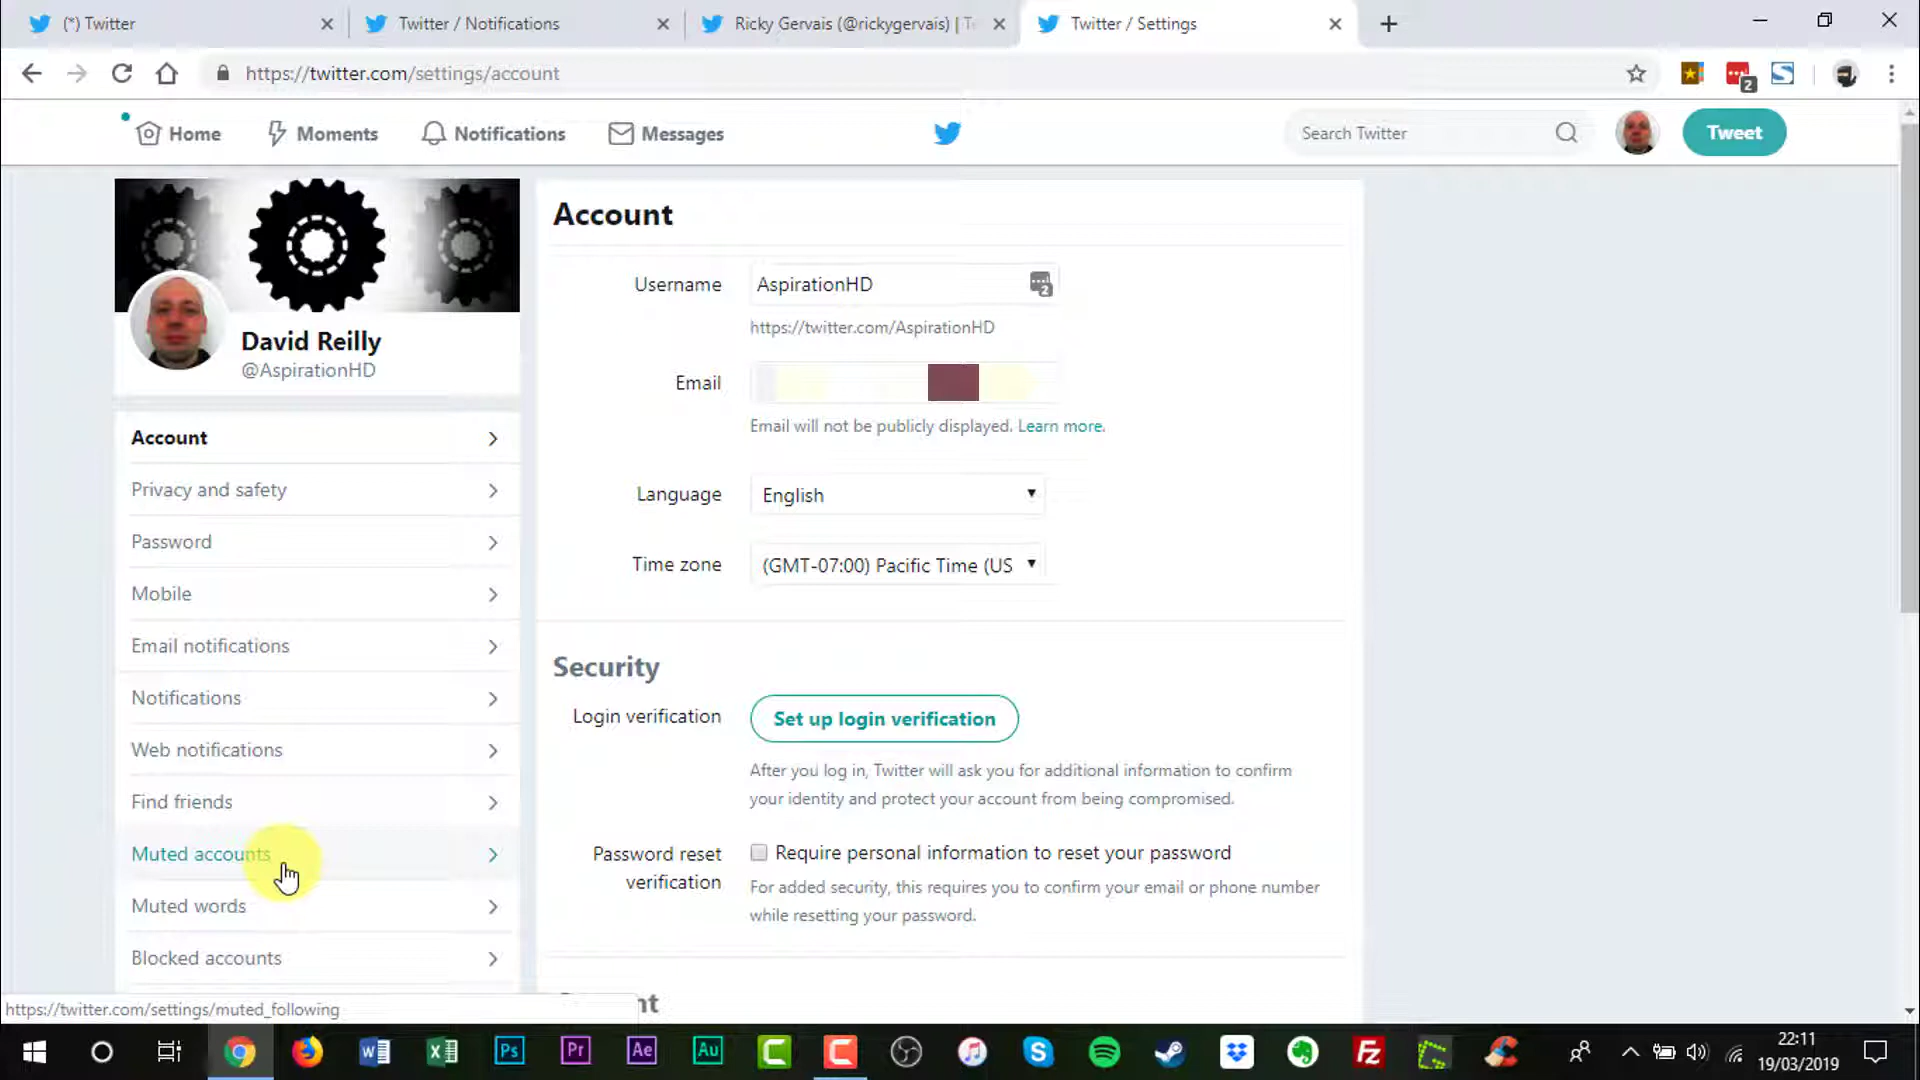 (*) Twitter
Twitter / Notifications
Ricky Gervais (@rickygervais) | T
Twitter / Settings
https://twitter.com/settings/account
2
Home
Moments
Notifications
Messages
Search Twitter
Tweet
David Reilly
@AspirationHD
Account
Privacy and safety
Password
Mobile
Email notifications
Notifications
Web notifications
Find friends
Muted accounts
Muted words
Blocked accounts
Account
Username
AspirationHD
2
https://twitter.com/AspirationHD
Email
Email will not be publicly displayed. Learn more.
Language
English
Time zone
(GMT-07:00) Pacific Time (US
Security
Login verification
Set up login verification
After you log in, Twitter will ask you for additional information to confirm
your identity and protect your account from being compromised.
Password reset
verification
Require personal information to reset your password
For added security, this requires you to confirm your email or phone number
while resetting your password.
nt
https://twitter.com/settings/muted_following
Ps
Pr
Ae
Au
22:11
19/03/2019